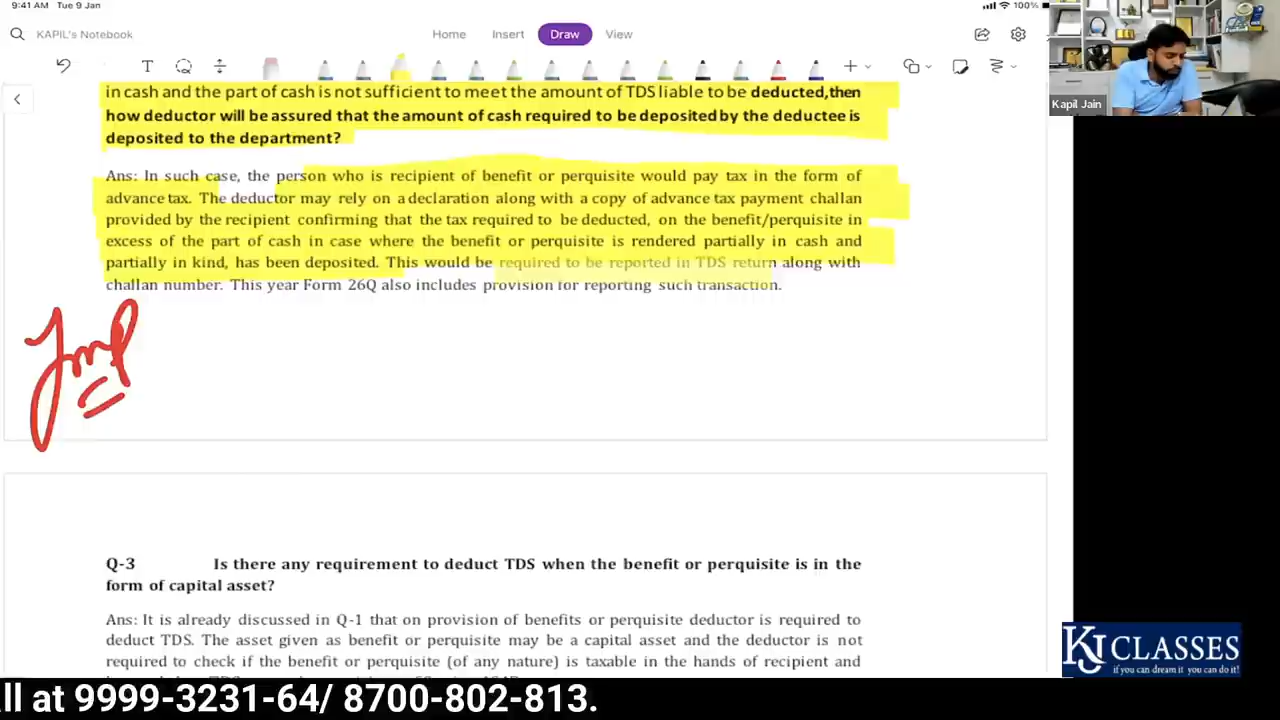 9:41 AM Tue 9 Jan
100%
KAPIL's Notebook
Home
Insert
Draw
View
Kapil Jain
in cash and the part of cash is not sufficient to meet the amount of TDS liable to be deducted,then
how deductor will be assured that the amount of cash required to be deposited by the deductee is
deposited to the department?
Ans: In such case, the person who is recipient of benefit or perquisite would pay tax in the form of
advance tax. The deductor may rely on a declaration along with a copy of advance tax payment challan
provided by the recipient confirming that the tax required to be deducted, on the benefit/perquisite in
excess of the part of cash in case where the benefit or perquisite is rendered partially in cash and
partially in kind, has been deposited. This would be required to be reported in TDS return along with
challan number. This year Form 26Q also includes provision for reporting such transaction.
Imp
Q-3 Is there any requirement to deduct TDS when the benefit or perquisite is in the
form of capital asset?
Ans: It is already discussed in Q-1 that on provision of benefits or perquisite deductor is required to
deduct TDS. The asset given as benefit or perquisite may be a capital asset and the deductor is not
required to check if the benefit or perquisite (of any nature) is taxable in the hands of recipient and
KJ CLASSES
if you can dream it you can do it!
all at 9999-3231-64/ 8700-802-813.